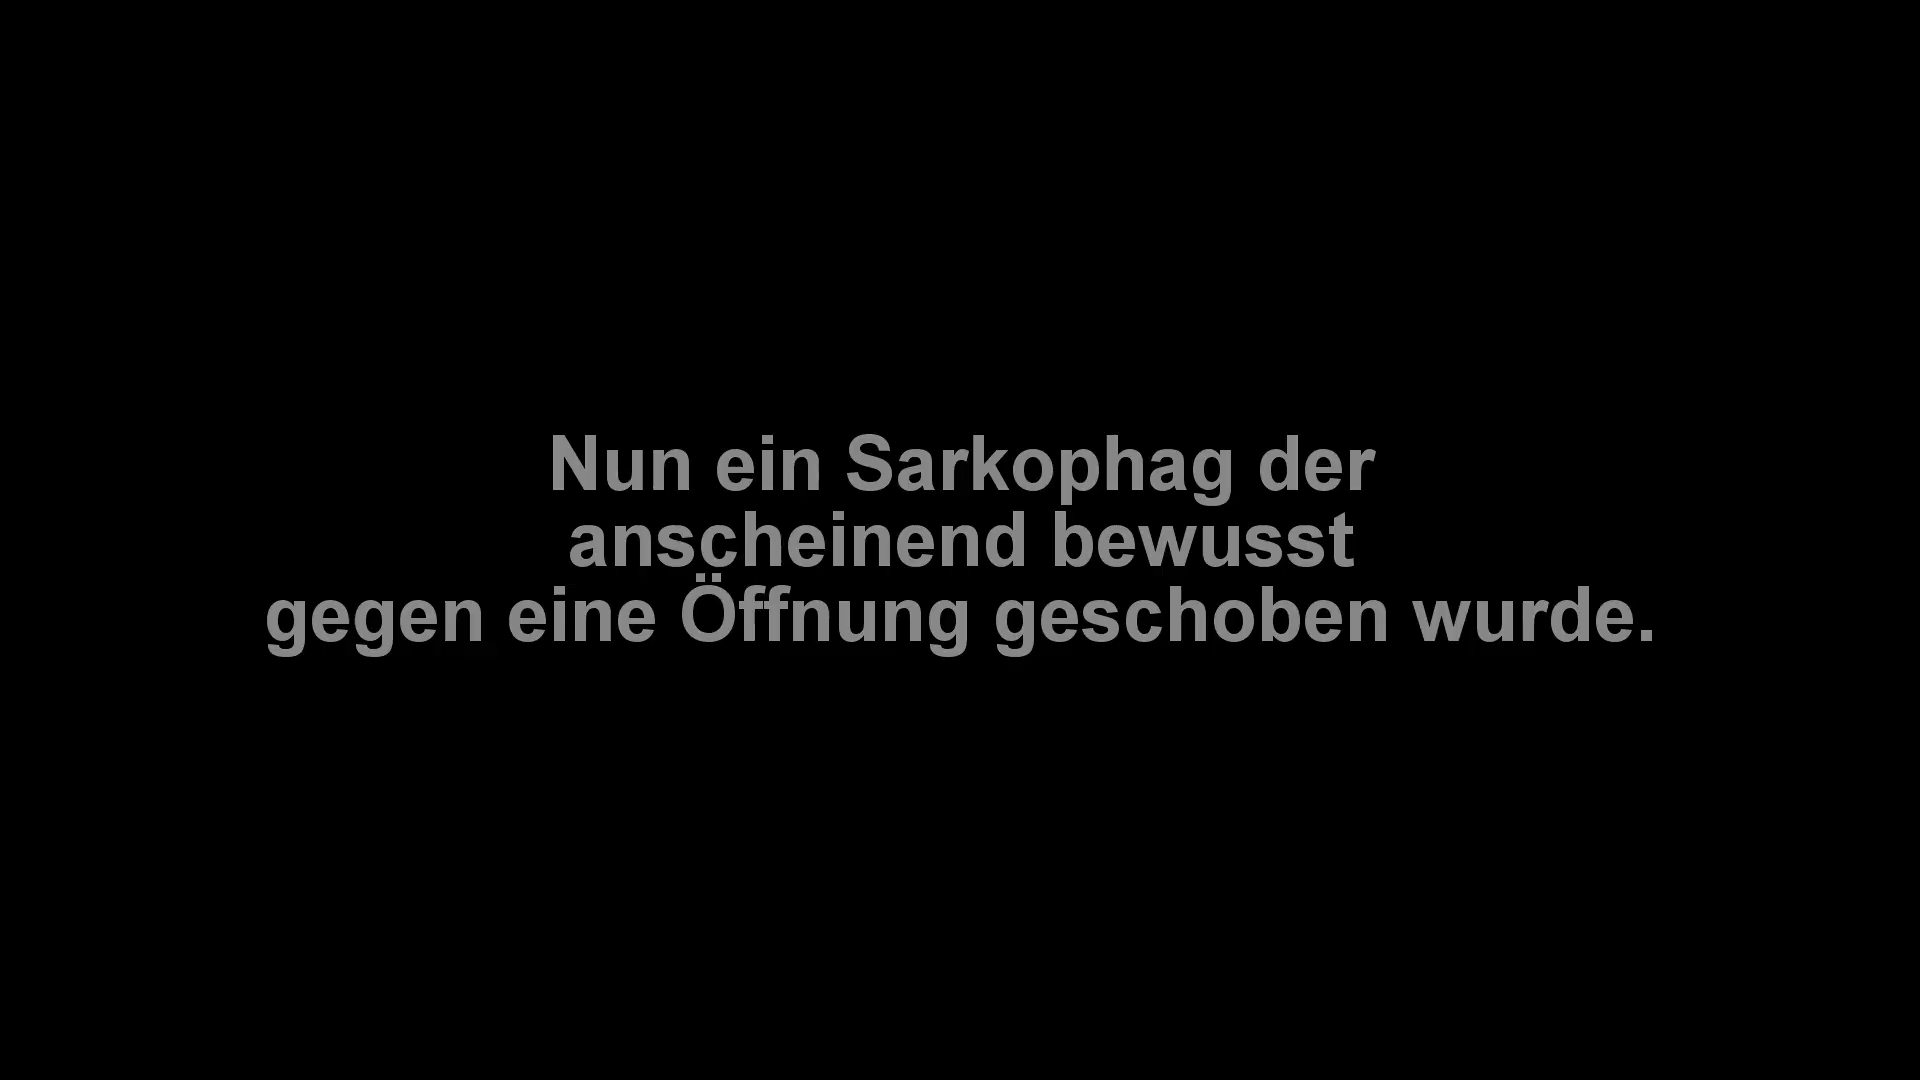 Nun ein Sarkophag der
anscheinend bewusst
gegen eine Öffnung geschoben wurde.